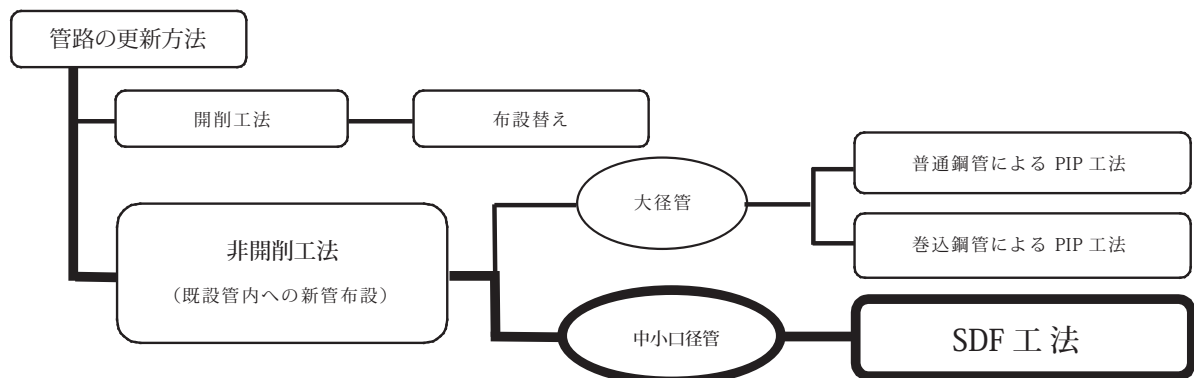 管路の更新方法
開削工法
布設替え
非開削工法
（既設管内への新管布設）
大径管
普通鋼管による PIP 工法
巻込鋼管による PIP 工法
中小口径管
SDF 工 法